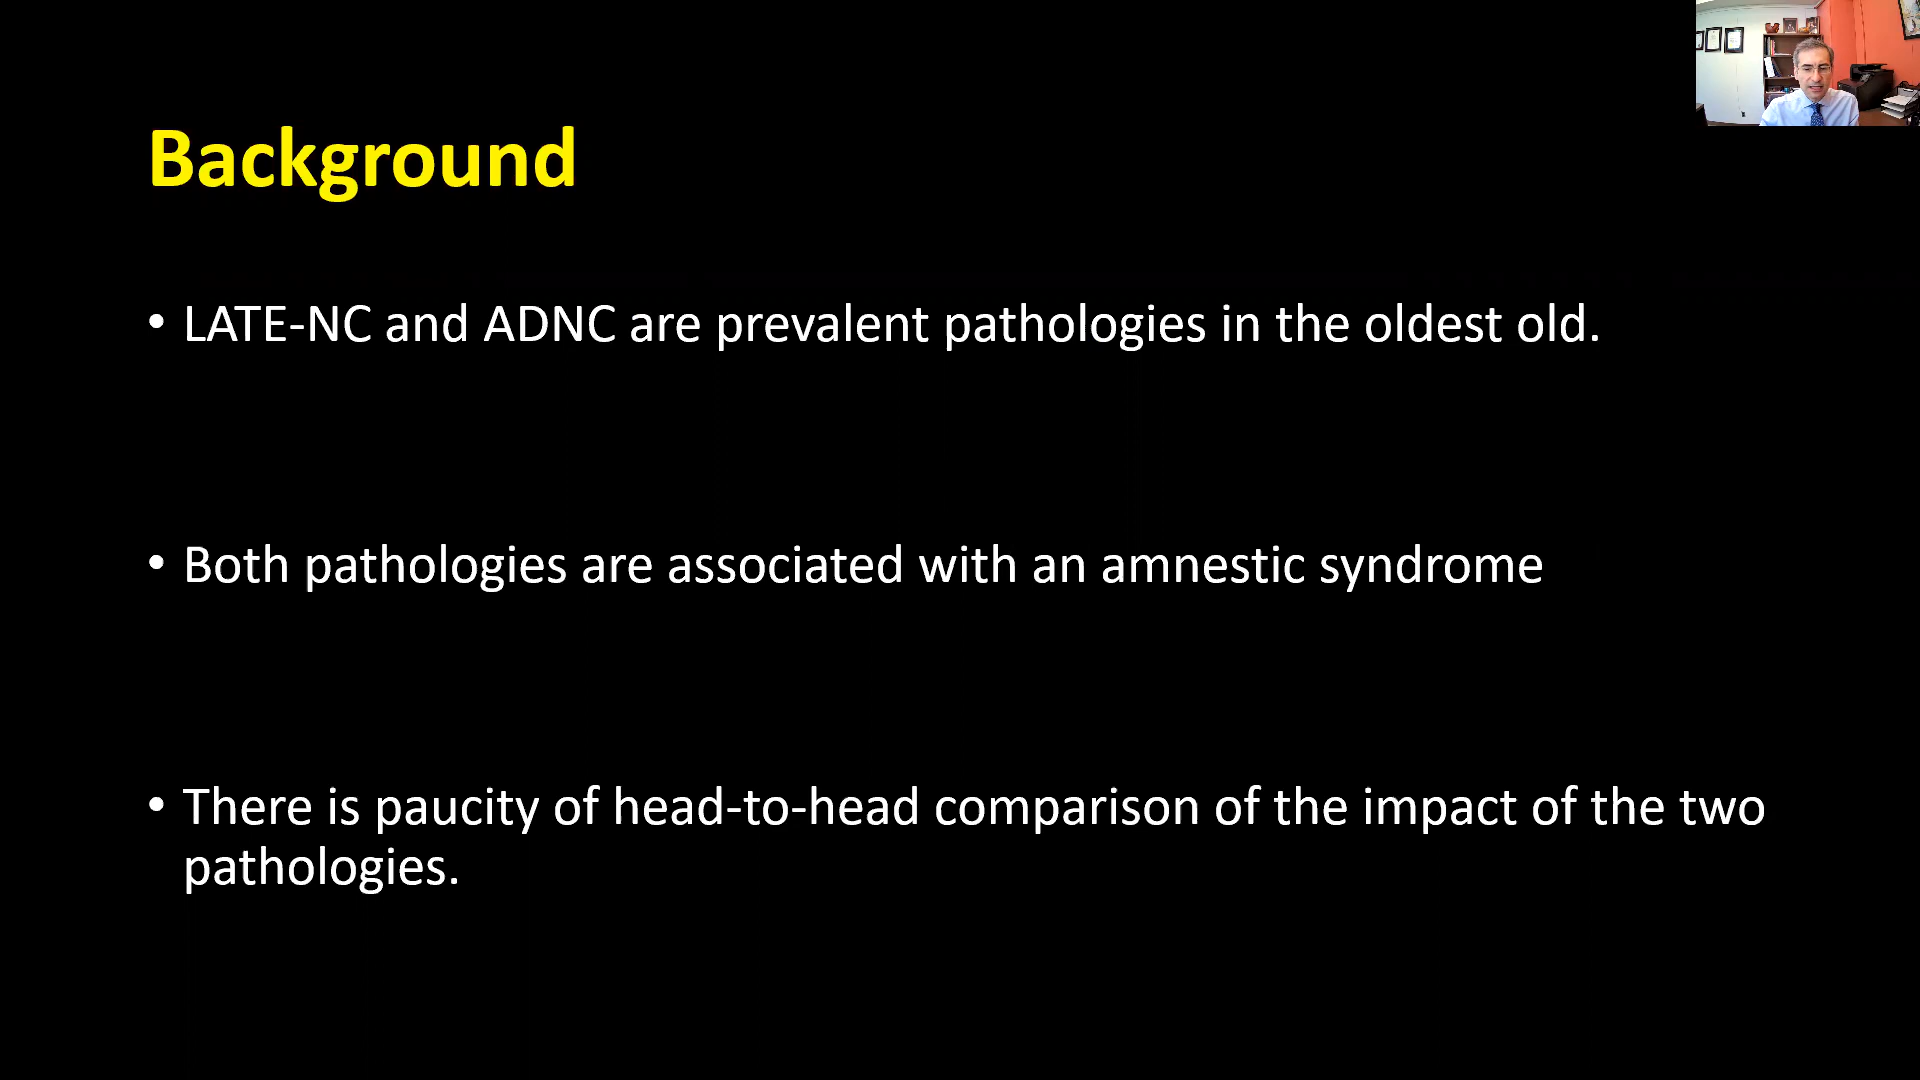 Background
• LATE-NC and ADNC are prevalent pathologies in the oldest old.
• Both pathologies are associated with an amnestic syndrome
• There is paucity of head-to-head comparison of the impact of the two
pathologies.